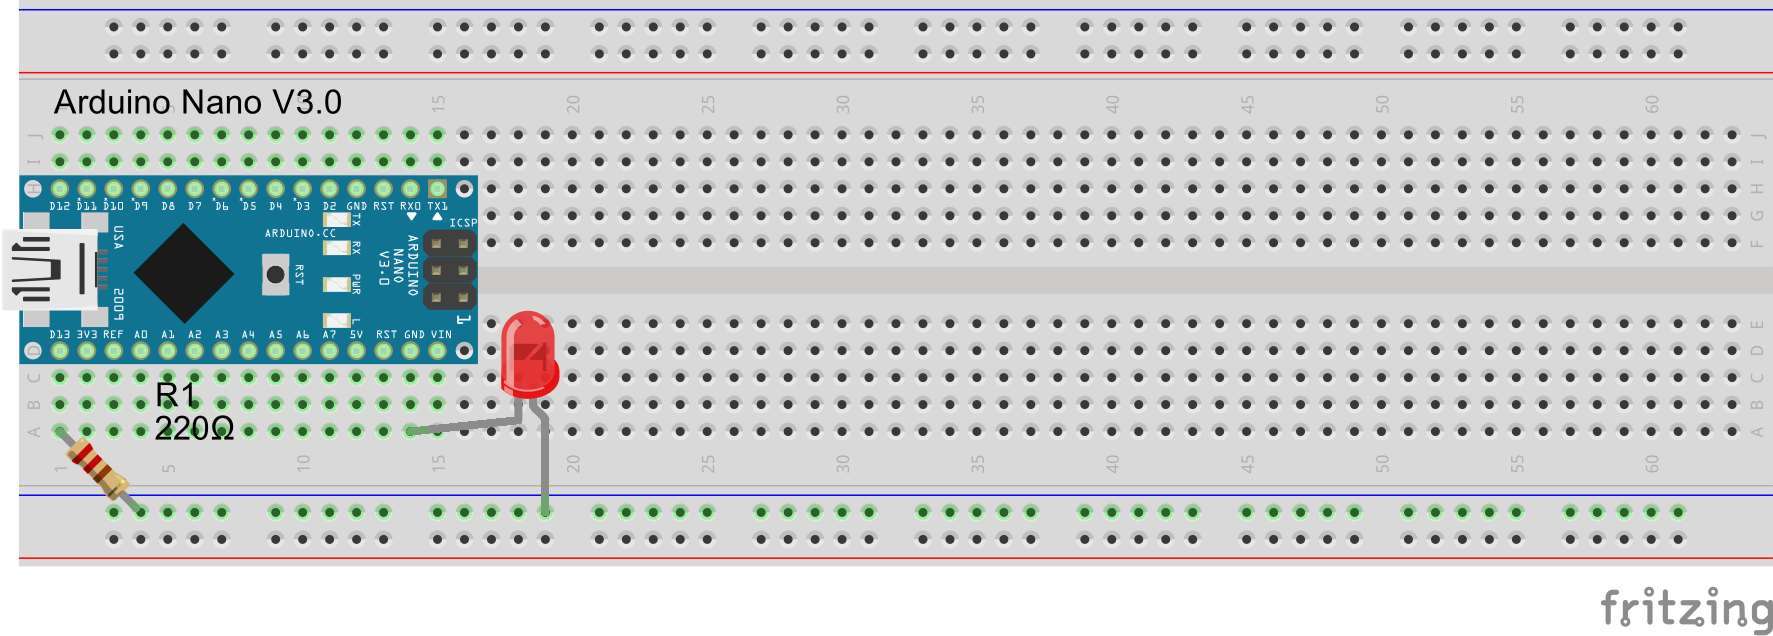 Arduino Nano V3.0
15 20 25 30 35 40 45 50 55 60
J J
I I
H H
G
F
D12 D11 D10 D9 D8 D7 D6 D5 D4 D3 D2 GND RST RX0 TX1
ICSP
USA
ARDUINO.CC
TX
RX
RST
PWR
L
ARDUINO
NANO
V3.0
2009
1
D13 3V3 REF A0 A1 A2 A3 A4 A5 A6 A7 5V RST GND VIN
E
D D
C C
B B
A A
R1
220Ω
1 5 10 15 20 25 30 35 40 45 50 55 60
fritzing